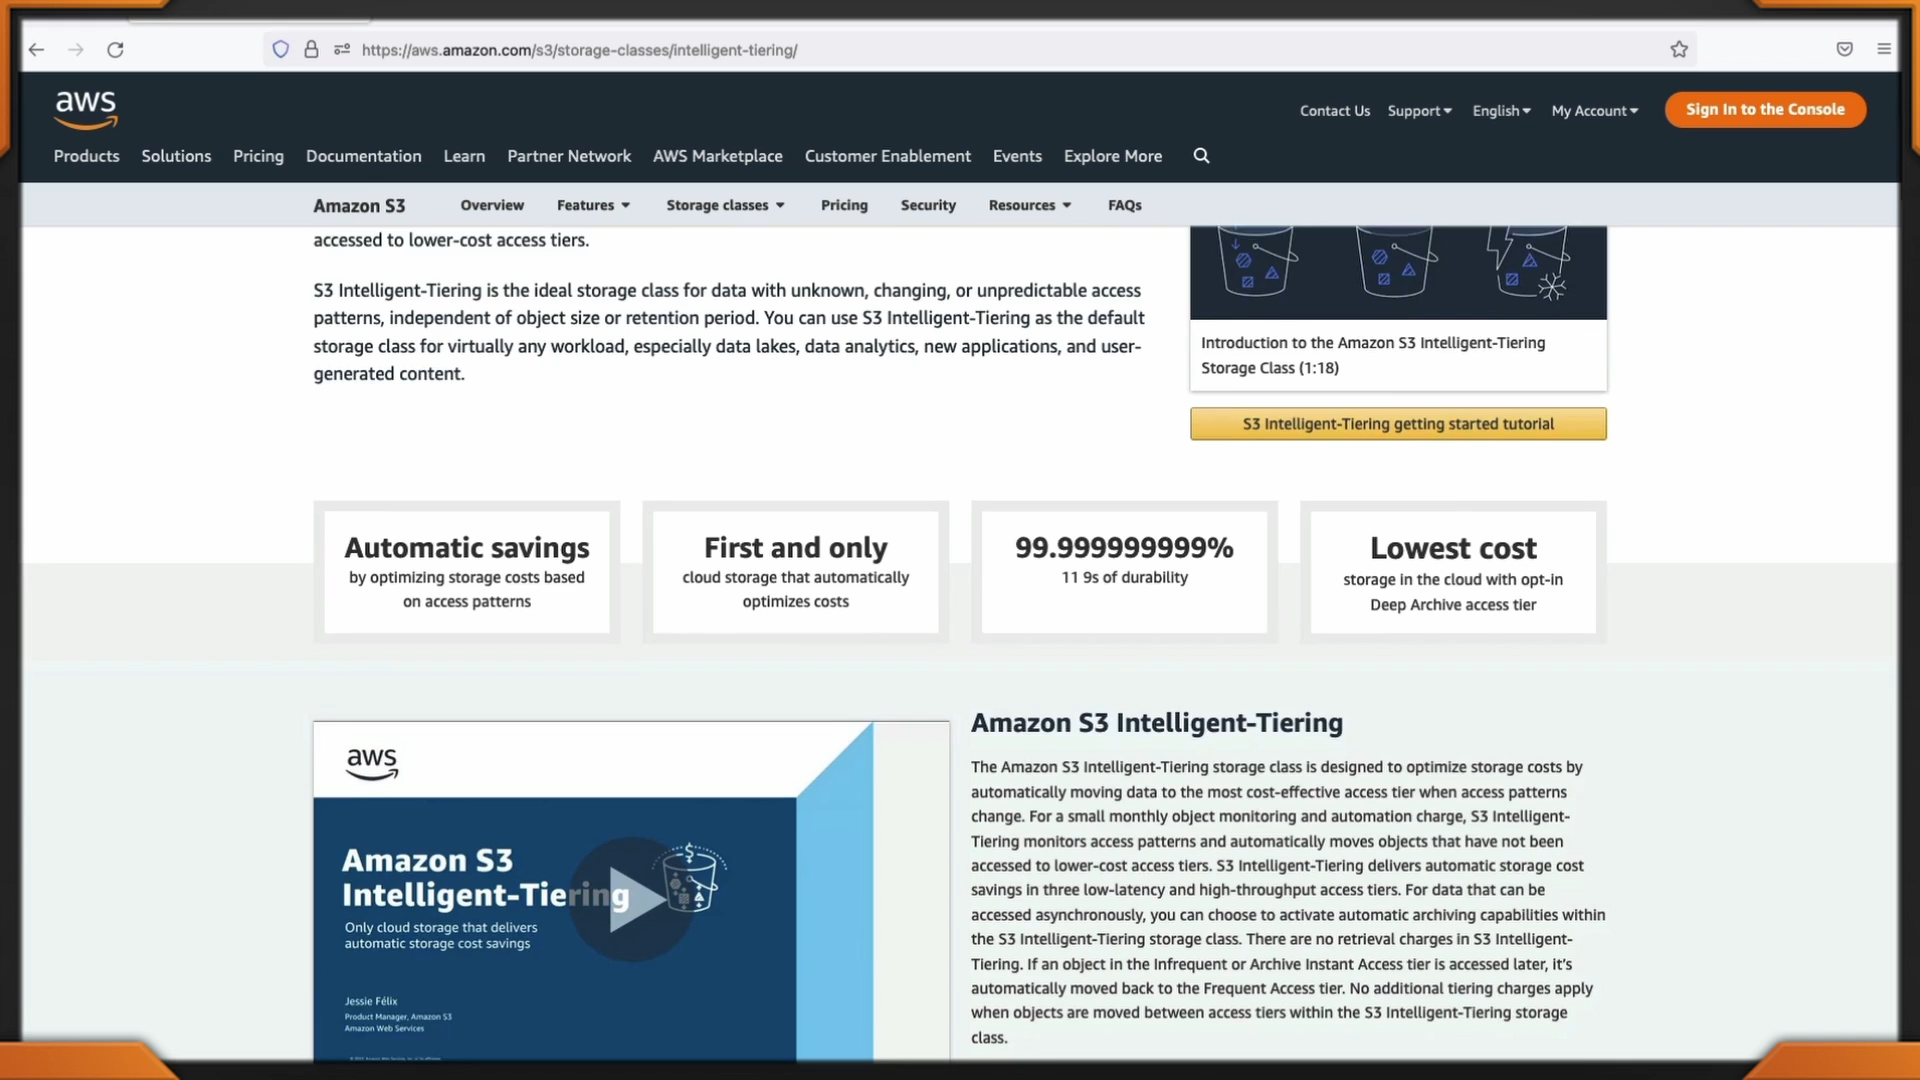 https://aws.amazon.com/s3/storage-classes/intelligent-tiering/
aws
Contact Us Support English My Account Sign In to the Console
Products Solutions Pricing Documentation Learn Partner Network AWS Marketplace Customer Enablement Events Explore More
Amazon S3 Overview Features Storage classes Pricing Security Resources FAQs
accessed to lower-cost access tiers.
S3 Intelligent-Tiering is the ideal storage class for data with unknown, changing, or unpredictable access
patterns, independent of object size or retention period. You can use S3 Intelligent-Tiering as the default
storage class for virtually any workload, especially data lakes, data analytics, new applications, and user-
generated content.
Introduction to the Amazon S3 Intelligent-Tiering
Storage Class (1:18)
S3 Intelligent-Tiering getting started tutorial
Automatic savings
by optimizing storage costs based
on access patterns
First and only
cloud storage that automatically
optimizes costs
99.999999999%
11 9s of durability
Lowest cost
storage in the cloud with opt-in
Deep Archive access tier
aws
Amazon S3
Intelligent-Tiering
Only cloud storage that delivers
automatic storage cost savings
Jessie Félix
Product Manager, Amazon S3
Amazon Web Services
Amazon S3 Intelligent-Tiering
The Amazon S3 Intelligent-Tiering storage class is designed to optimize storage costs by
automatically moving data to the most cost-effective access tier when access patterns
change. For a small monthly object monitoring and automation charge, S3 Intelligent-
Tiering monitors access patterns and automatically moves objects that have not been
accessed to lower-cost access tiers. S3 Intelligent-Tiering delivers automatic storage cost
savings in three low-latency and high-throughput access tiers. For data that can be
accessed asynchronously, you can choose to activate automatic archiving capabilities within
the S3 Intelligent-Tiering storage class. There are no retrieval charges in S3 Intelligent-
Tiering. If an object in the Infrequent or Archive Instant Access tier is accessed later, it’s
automatically moved back to the Frequent Access tier. No additional tiering charges apply
when objects are moved between access tiers within the S3 Intelligent-Tiering storage
class.